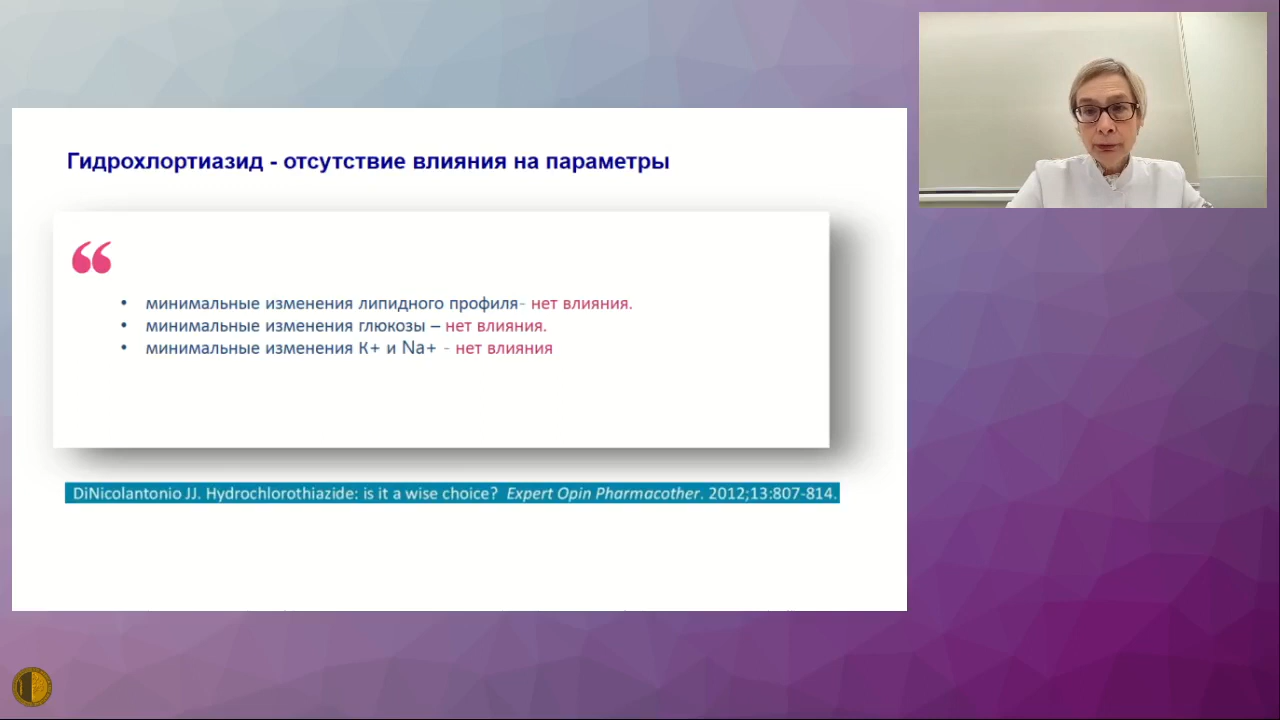 Гидрохлортиазид - отсутствие влияния на параметры
“
• минимальные изменения липидного профиля- нет влияния.
• минимальные изменения глюкозы – нет влияния.
• минимальные изменения К+ и Na+ - нет влияния
DiNicolantonio JJ. Hydrochlorothiazide: is it a wise choice? Expert Opin Pharmacother. 2012;13:807-814.